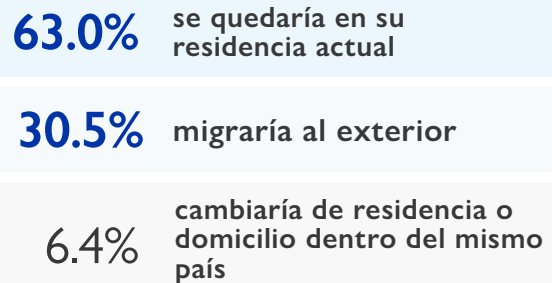 63.0%
se quedaría en su
residencia actual
30.5% migraría al exterior
6.4%
cambiaría de residencia o
domicilio dentro del mismo
país